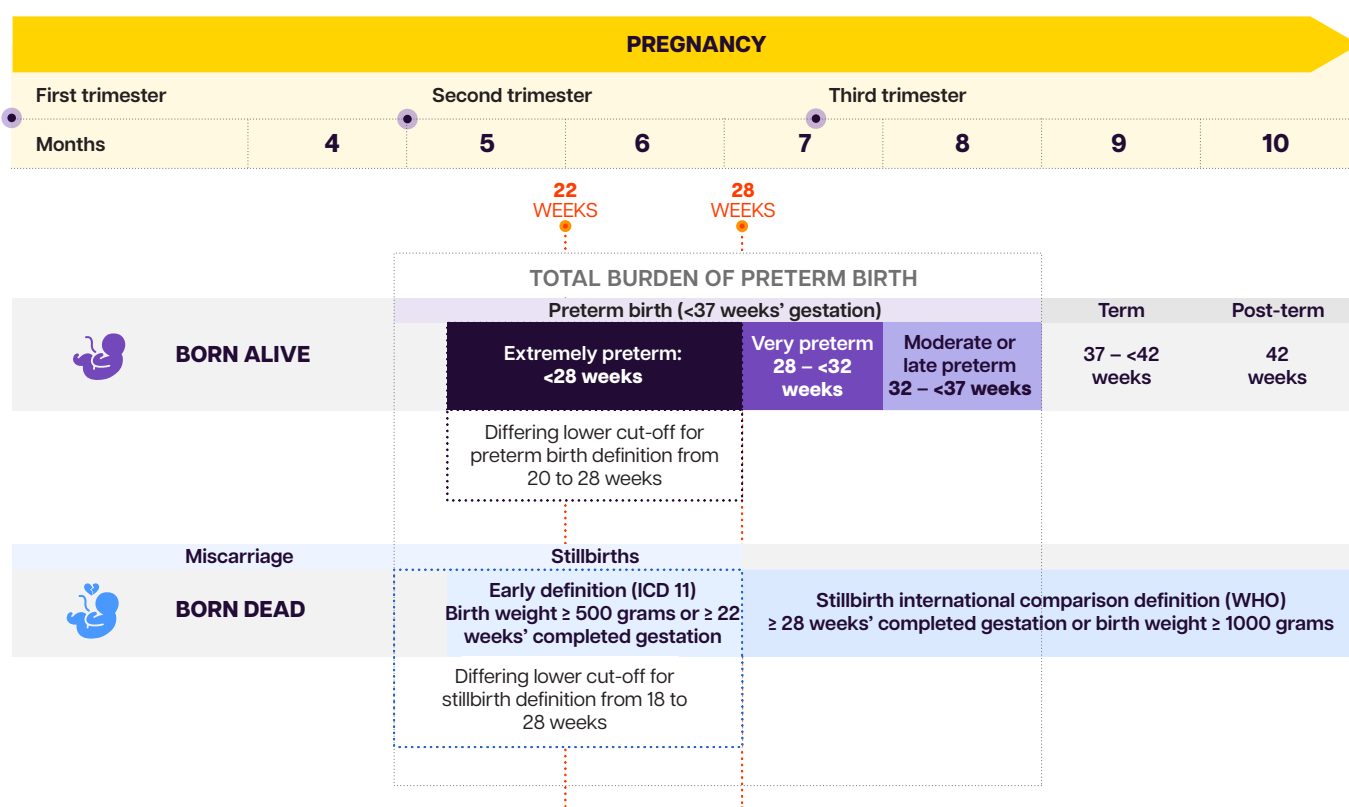 PREGNANCY
First trimester
Second trimester
Third trimester
Months
4
5
6
7
8
9
10
22
WEEKS
28
WEEKS
TOTAL BURDEN OF PRETERM BIRTH
Preterm birth (<37 weeks’ gestation)
Term
Post-term
BORN ALIVE
Extremely preterm:
<28 weeks
Very preterm
28 – <32
weeks
Moderate or
late preterm
32 – <37 weeks
37 – <42
weeks
42
weeks
Differing lower cut-off for
preterm birth definition from
20 to 28 weeks
Miscarriage
Stillbirths
BORN DEAD
Early definition (ICD 11)
Birth weight ≥ 500 grams or ≥ 22
weeks’ completed gestation
Stillbirth international comparison definition (WHO)
≥ 28 weeks’ completed gestation or birth weight ≥ 1000 grams
Differing lower cut-off for
stillbirth definition from 18 to
28 weeks